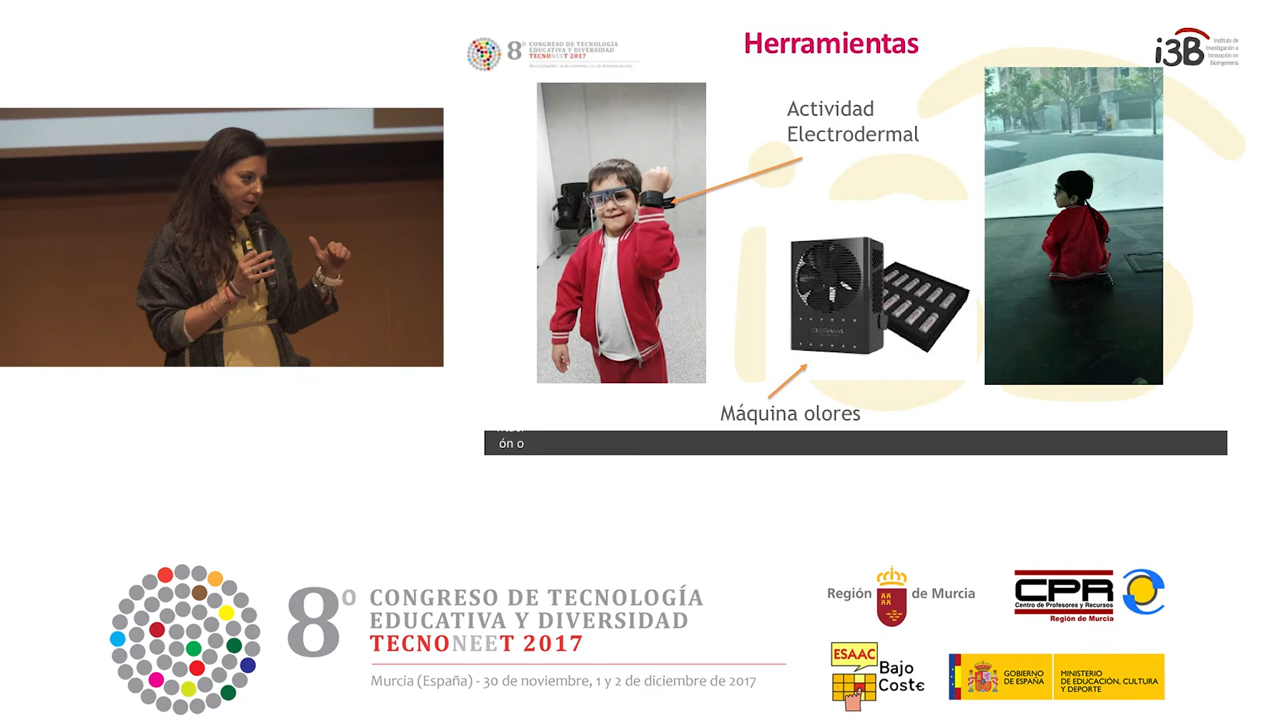 8º CONGRESO DE TECNOLOGÍA
EDUCATIVA Y DIVERSIDAD
TECNONEET 2017
Herramientas
i3B
Instituto de
Investigación e
Innovación en
Bioingeniería
Actividad
Electrodermal
OLORAMA
Máquina olores
ón o
8º CONGRESO DE TECNOLOGÍA
EDUCATIVA Y DIVERSIDAD
TECNONEET 2017
Murcia (España) - 30 de noviembre, 1 y 2 de diciembre de 2017
Región de Murcia
CPR
Centro de Profesores y Recursos
Región de Murcia
ESAAC
Bajo
Cost€
GOBIERNO
DE ESPAÑA
MINISTERIO
DE EDUCACIÓN, CULTURA
Y DEPORTE